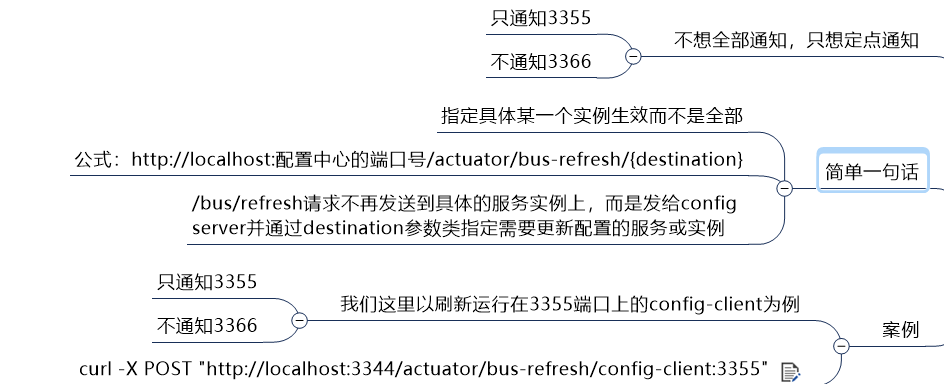 只通知3355
不想全部通知，只想定点通知
不通知3366
指定具体某一个实例生效而不是全部
公式：http://localhost:配置中心的端口号/actuator/bus-refresh/{destination}
简单一句话
/bus/refresh请求不再发送到具体的服务实例上，而是发给config
server并通过destination参数类指定需要更新配置的服务或实例
只通知3355
我们这里以刷新运行在3355端口上的config-client为例
不通知3366
案例
curl -X POST "http://localhost:3344/actuator/bus-refresh/config-client:3355"